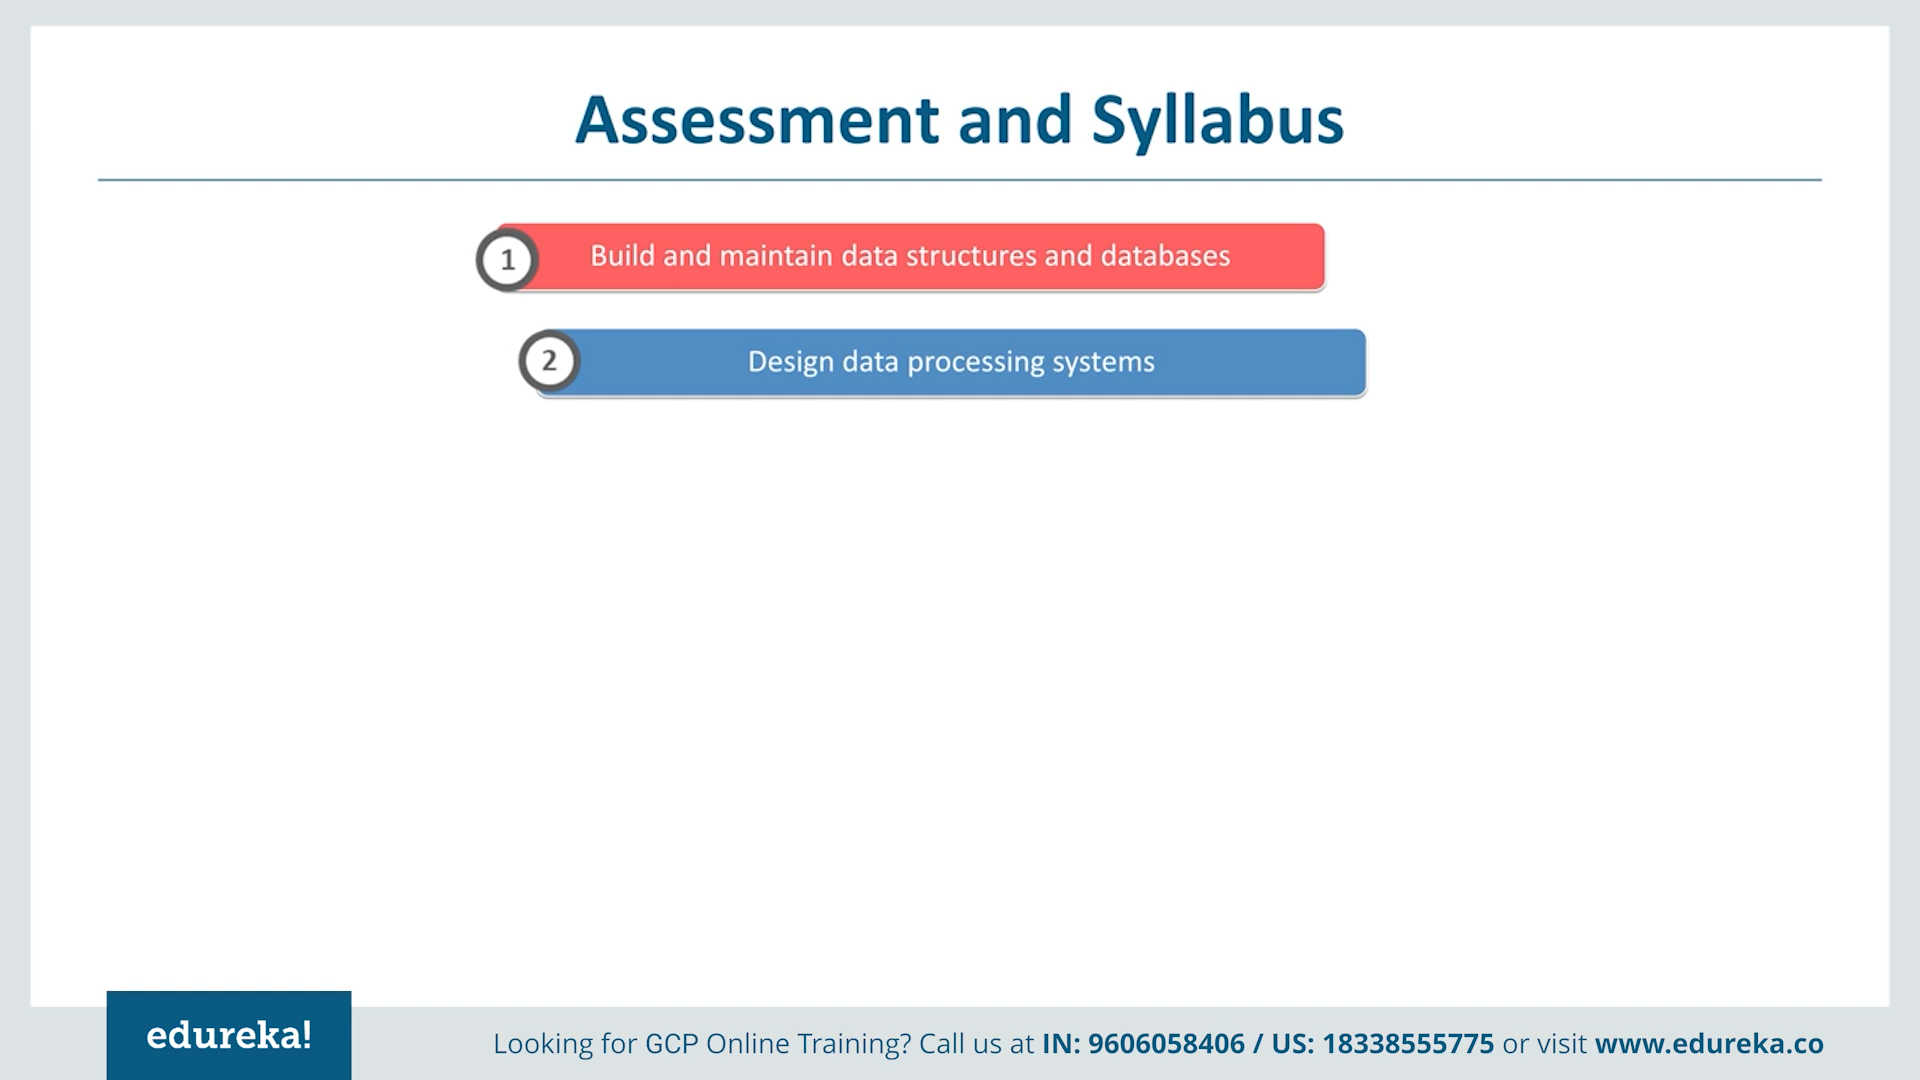 Assessment and Syllabus
1 Build and maintain data structures and databases
2 Design data processing systems
edureka!
Looking for GCP Online Training? Call us at IN: 9606058406 / US: 18338555775 or visit www.edureka.co